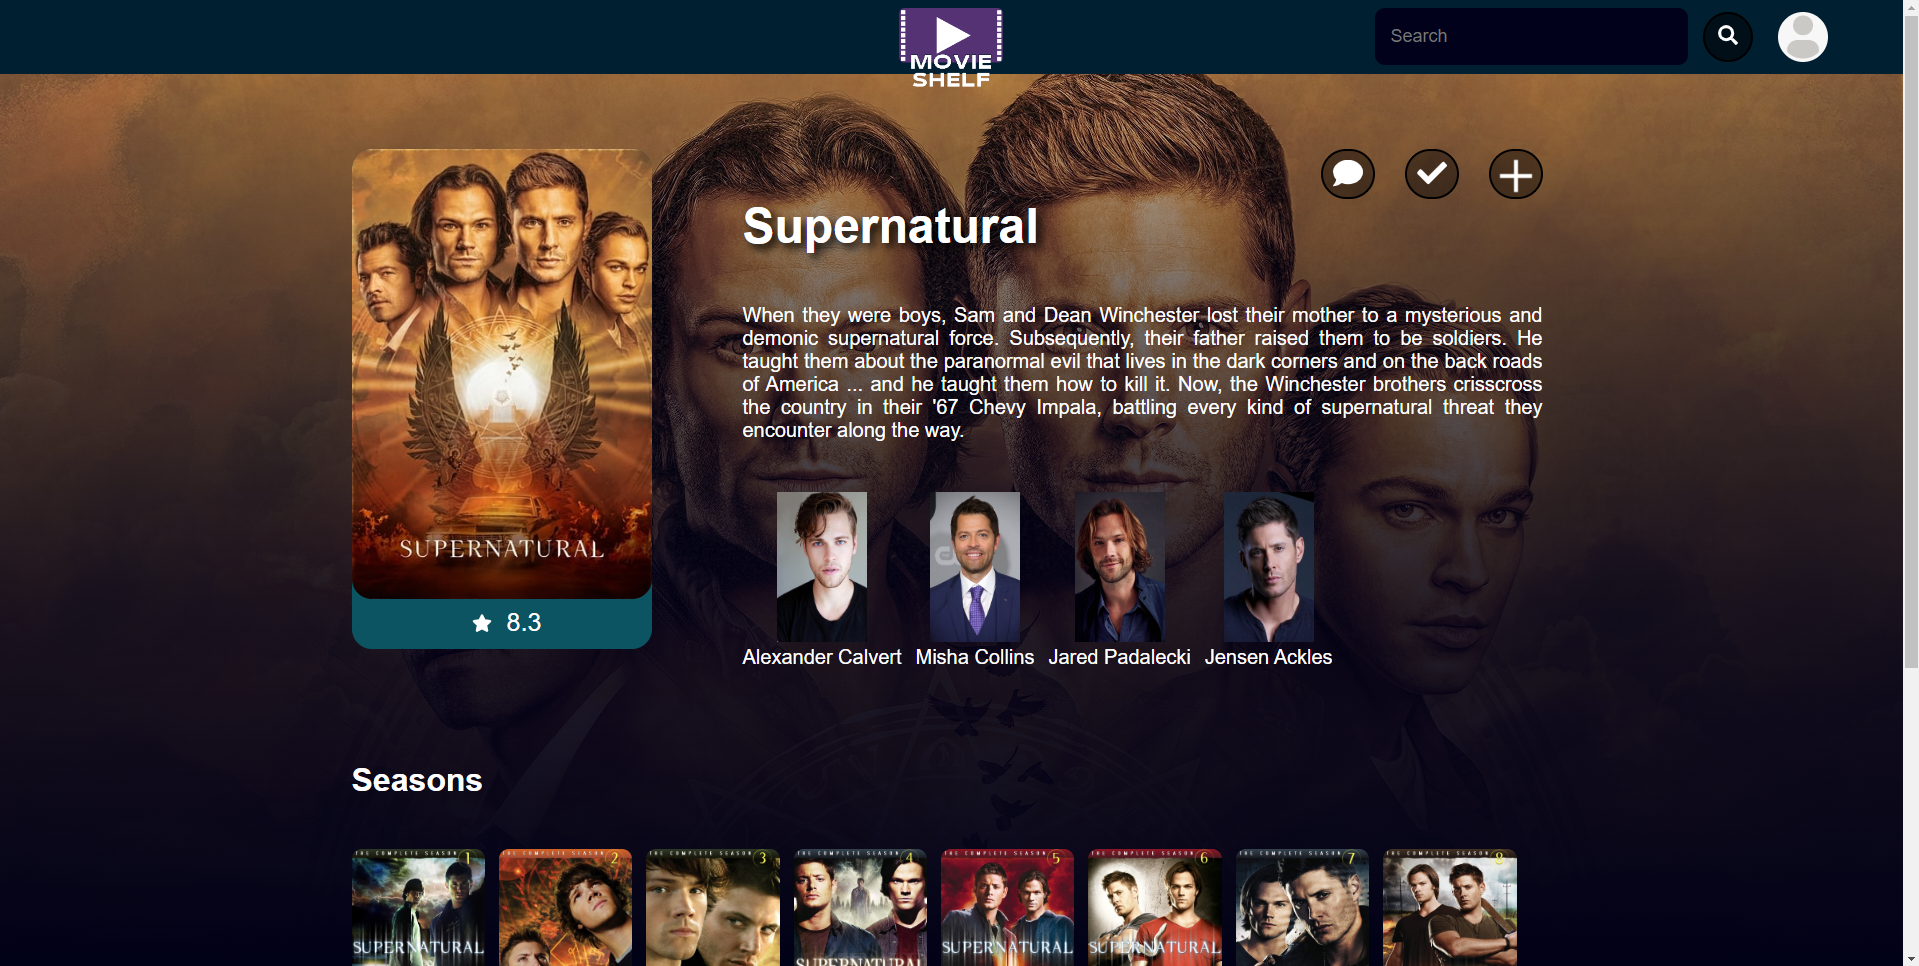 MOVIE
SHELF
Search
Supernatural
When they were boys, Sam and Dean Winchester lost their mother to a mysterious and
demonic supernatural force. Subsequently, their father raised them to be soldiers. He
taught them about the paranormal evil that lives in the dark corners and on the back roads
of America ... and he taught them how to kill it. Now, the Winchester brothers crisscross
the country in their '67 Chevy Impala, battling every kind of supernatural threat they
encounter along the way.
SUPERNATURAL
8.3
Alexander Calvert Misha Collins Jared Padalecki Jensen Ackles
Seasons
THE COMPLETE SEASON 1
THE COMPLETE SEASON 2
THE COMPLETE SEASON 3
THE COMPLETE SEASON 4
THE COMPLETE SEASON 5
THE COMPLETE SEASON 6
THE COMPLETE SEASON 7
THE COMPLETE SEASON 8
SUPERNATURAL
SUPERNATURAL
SUPERNATURAL
SUPERNATURAL